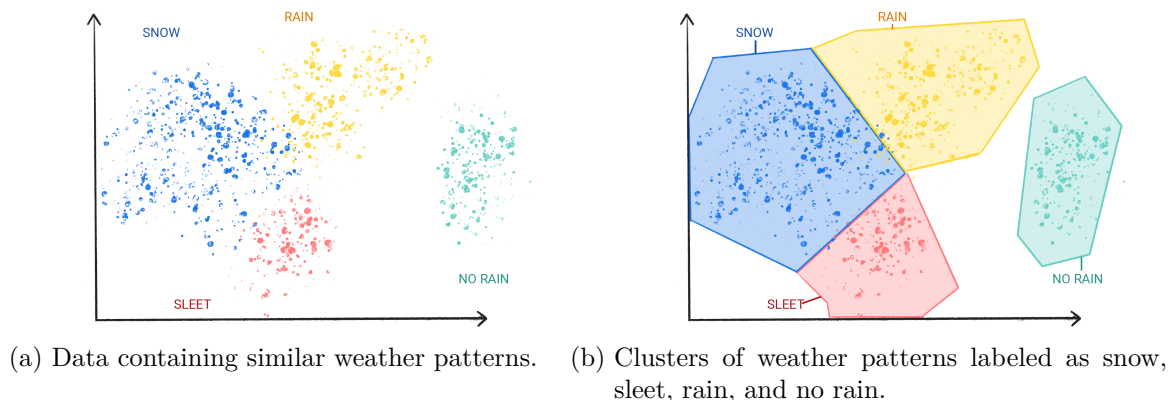 RAIN
SNOW
NO RAIN
SLEET
(a) Data containing similar weather patterns.
RAIN
SNOW
NO RAIN
SLEET
(b) Clusters of weather patterns labeled as snow,
sleet, rain, and no rain.